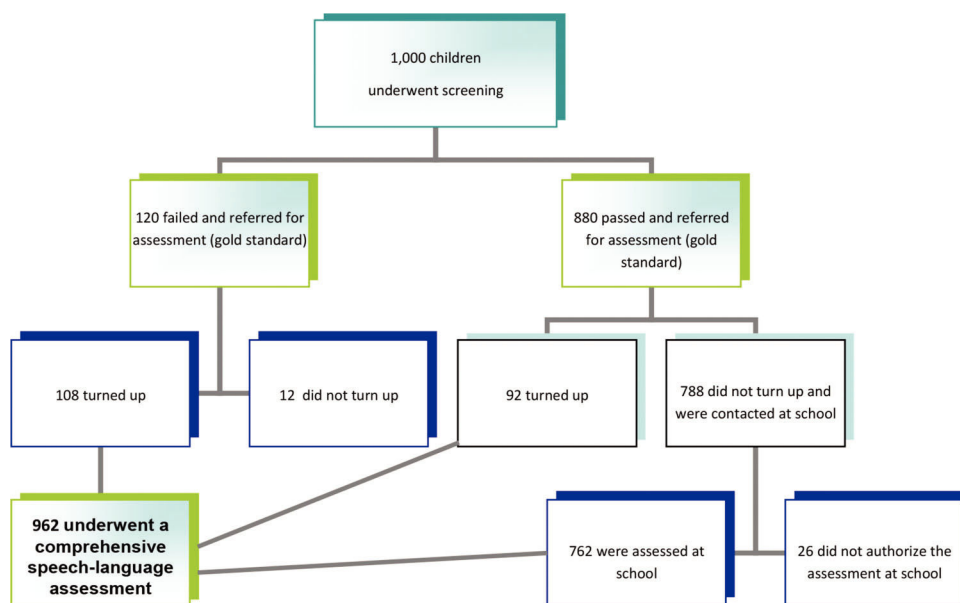 1,000 children
underwent screening
120 failed and referred for
assessment (gold standard)
880 passed and referred
for assessment (gold
standard)
108 turned up
12 did not turn up
92 turned up
788 did not turn up and
were contacted at school
962 underwent a
comprehensive
speech-language
assessment
762 were assessed at
school
26 did not authorize the
assessment at school